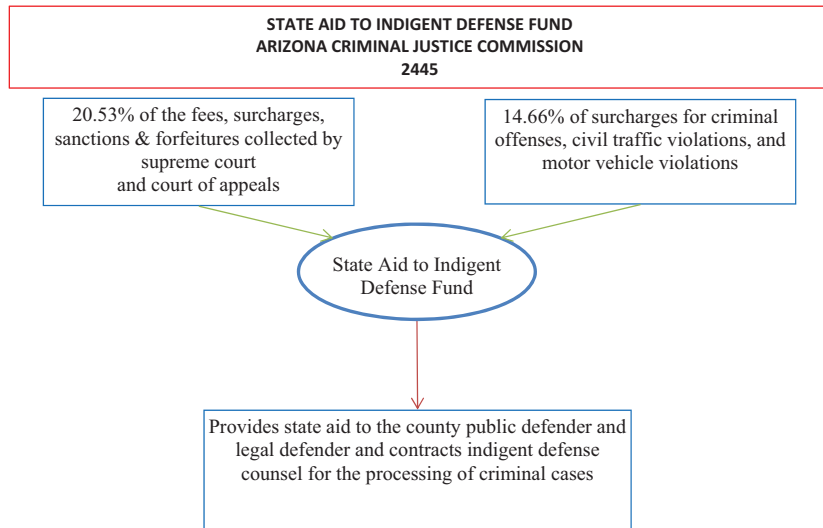 STATE AID TO INDIGENT DEFENSE FUND
ARIZONA CRIMINAL JUSTICE COMMISSION
2445
20.53% of the fees, surcharges,
sanctions & forfeitures collected by
supreme court
and court of appeals
14.66% of surcharges for criminal
offenses, civil traffic violations, and
motor vehicle violations
State Aid to Indigent
Defense Fund
Provides state aid to the county public defender and
legal defender and contracts indigent defense
counsel for the processing of criminal cases